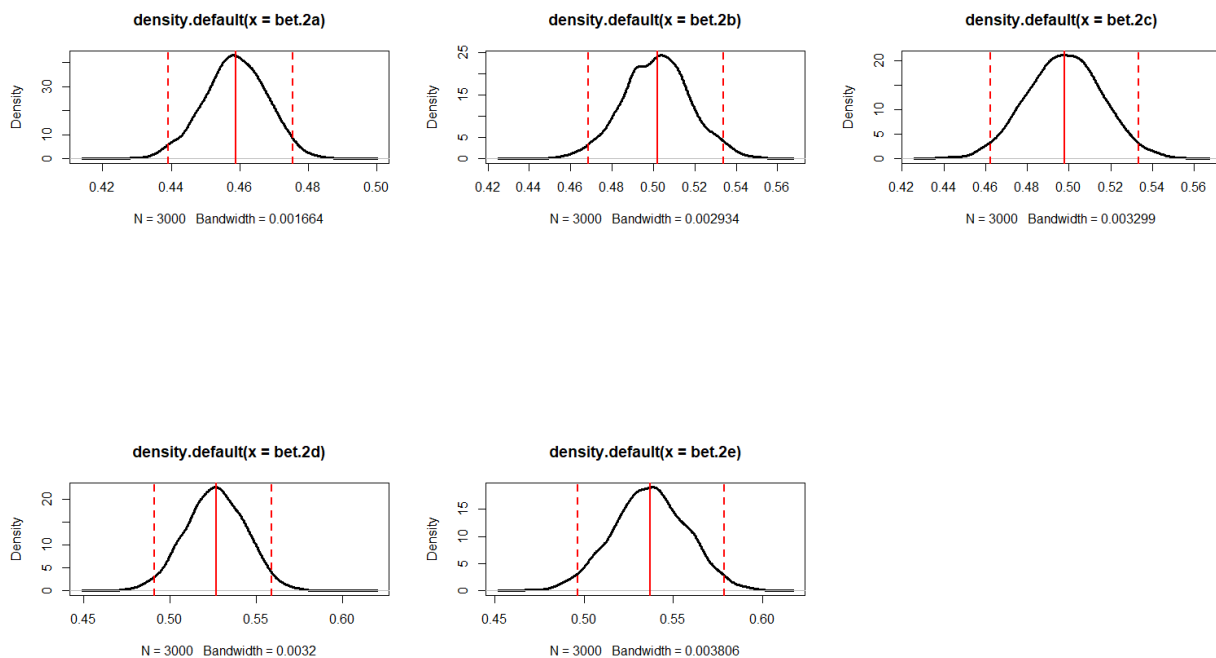 density.default(x = bet.2a)
Density
10
30
0
0.42 0.44 0.46 0.48 0.50
N = 3000 Bandwidth = 0.001664
density.default(x = bet.2b)
Density
25
15
5
0
0.42 0.44 0.46 0.48 0.50 0.52 0.54 0.56
N = 3000 Bandwidth = 0.002934
density.default(x = bet.2c)
Density
20
15
10
5
0
0.42 0.44 0.46 0.48 0.50 0.52 0.54 0.56
N = 3000 Bandwidth = 0.003299
density.default(x = bet.2d)
Density
20
10
5
0
0.45 0.50 0.55 0.60
N = 3000 Bandwidth = 0.0032
density.default(x = bet.2e)
Density
15
10
5
0
0.45 0.50 0.55 0.60
N = 3000 Bandwidth = 0.003806